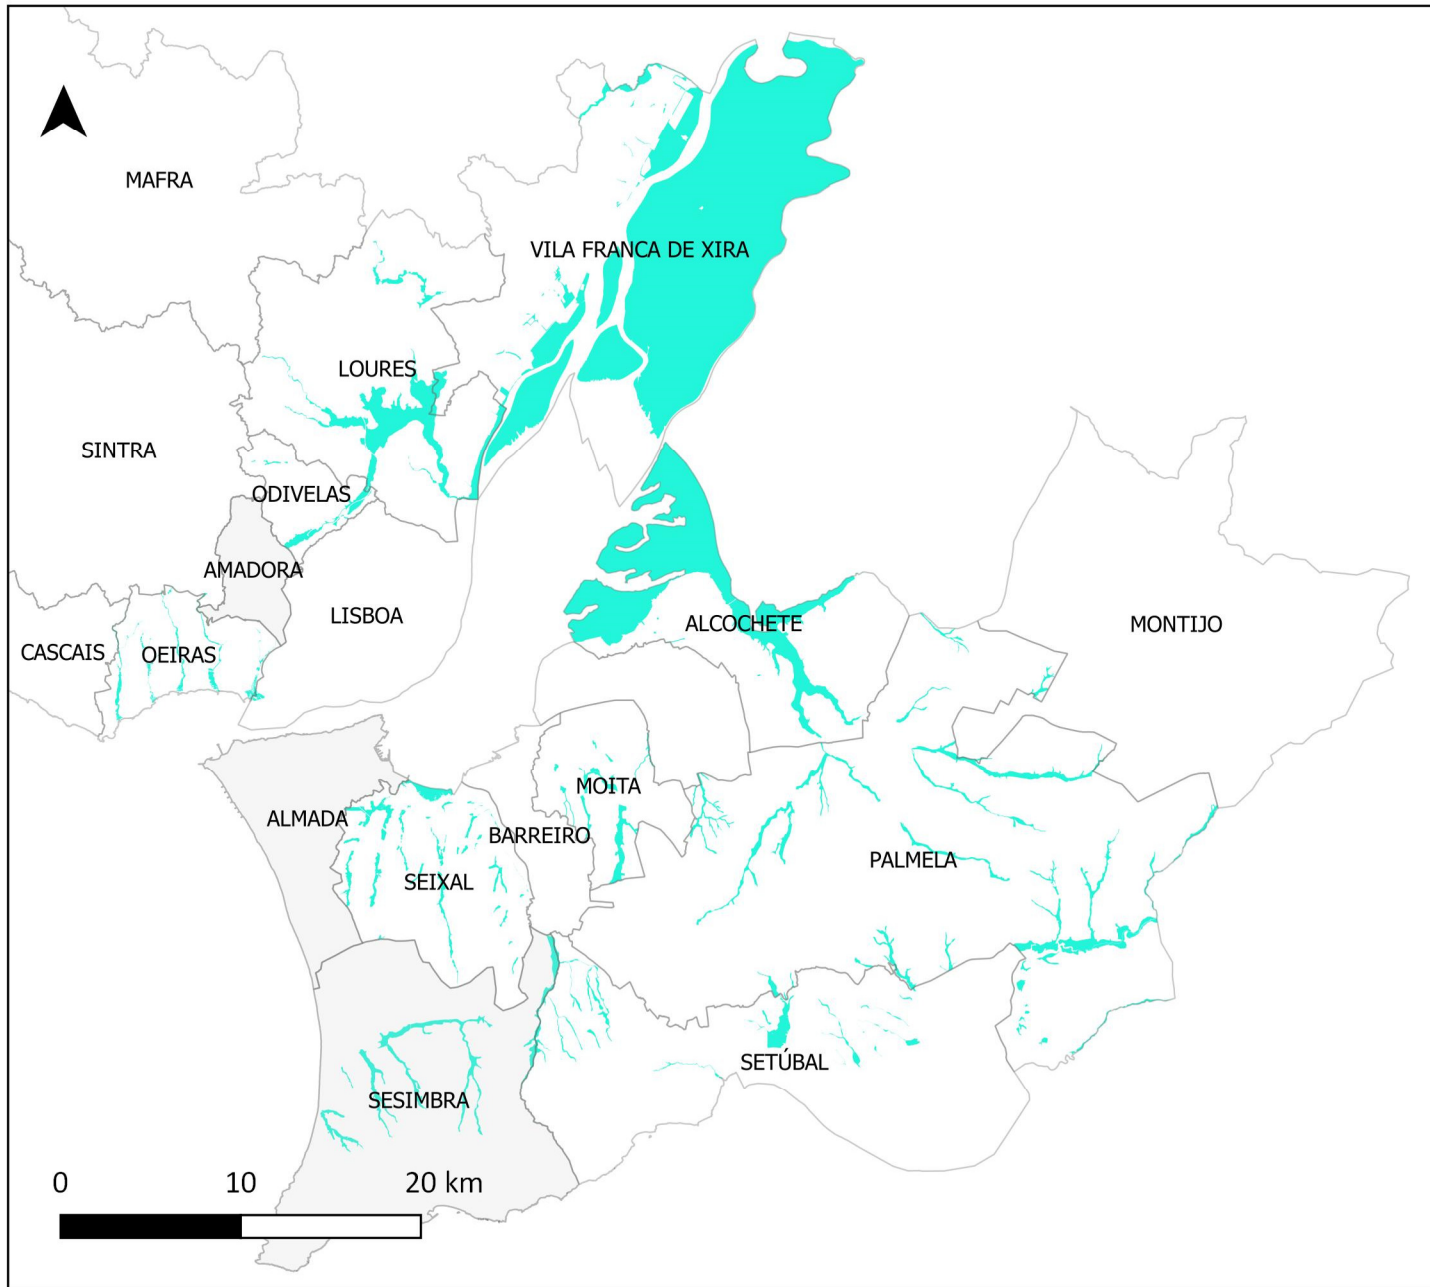 MAFRA
VILA FRANCA DE XIRA
LOURES
SINTRA
ODIVELAS
AMADORA
LISBOA
ALCOCHETE
MONTIJO
CASCAIS
OEIRAS
MOITA
ALMADA
BARREIRO
PALMELA
SEIXAL
SETÚBAL
SESIMBRA
0 10 20 km